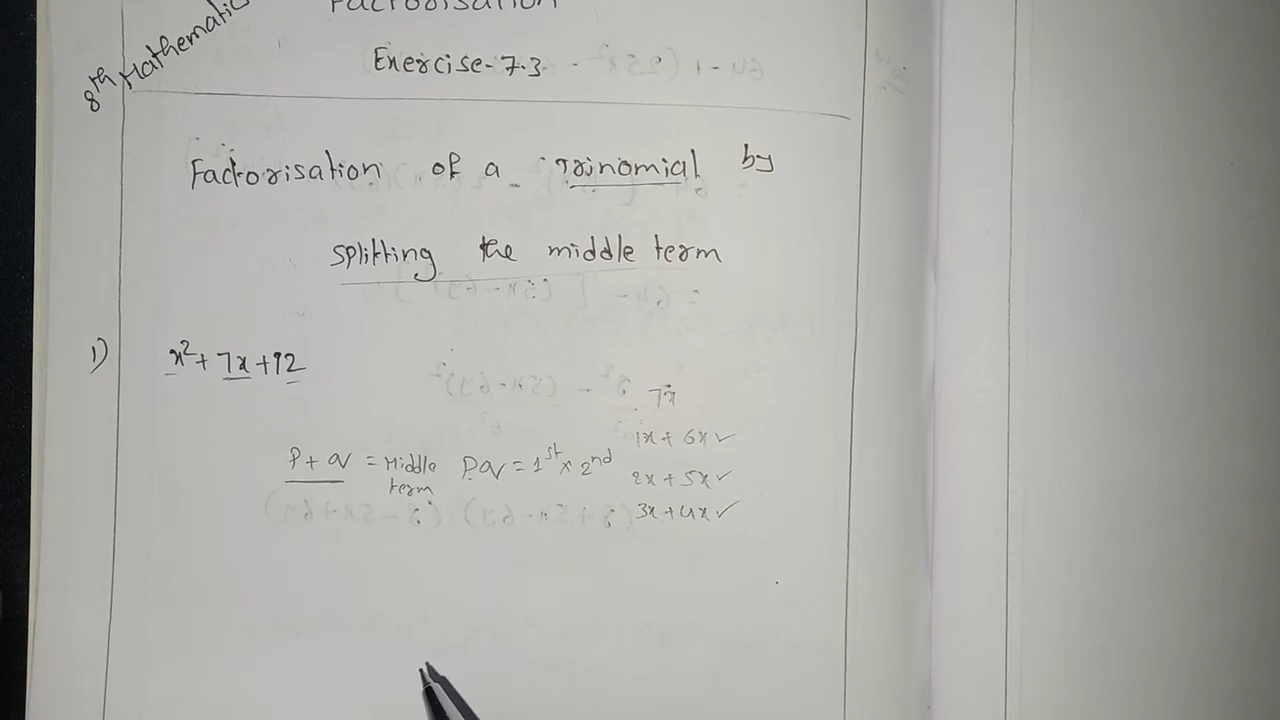 8th Mathematics
Factorisation
Exercise-7.3
Factorisation of a Trinomial by
splitting the middle term
1) x² + 7x + 12
7x
1x + 6x ✓
P + q = Middle term P.q = 1st x 2nd
2x + 5x ✓
3x + 4x ✓